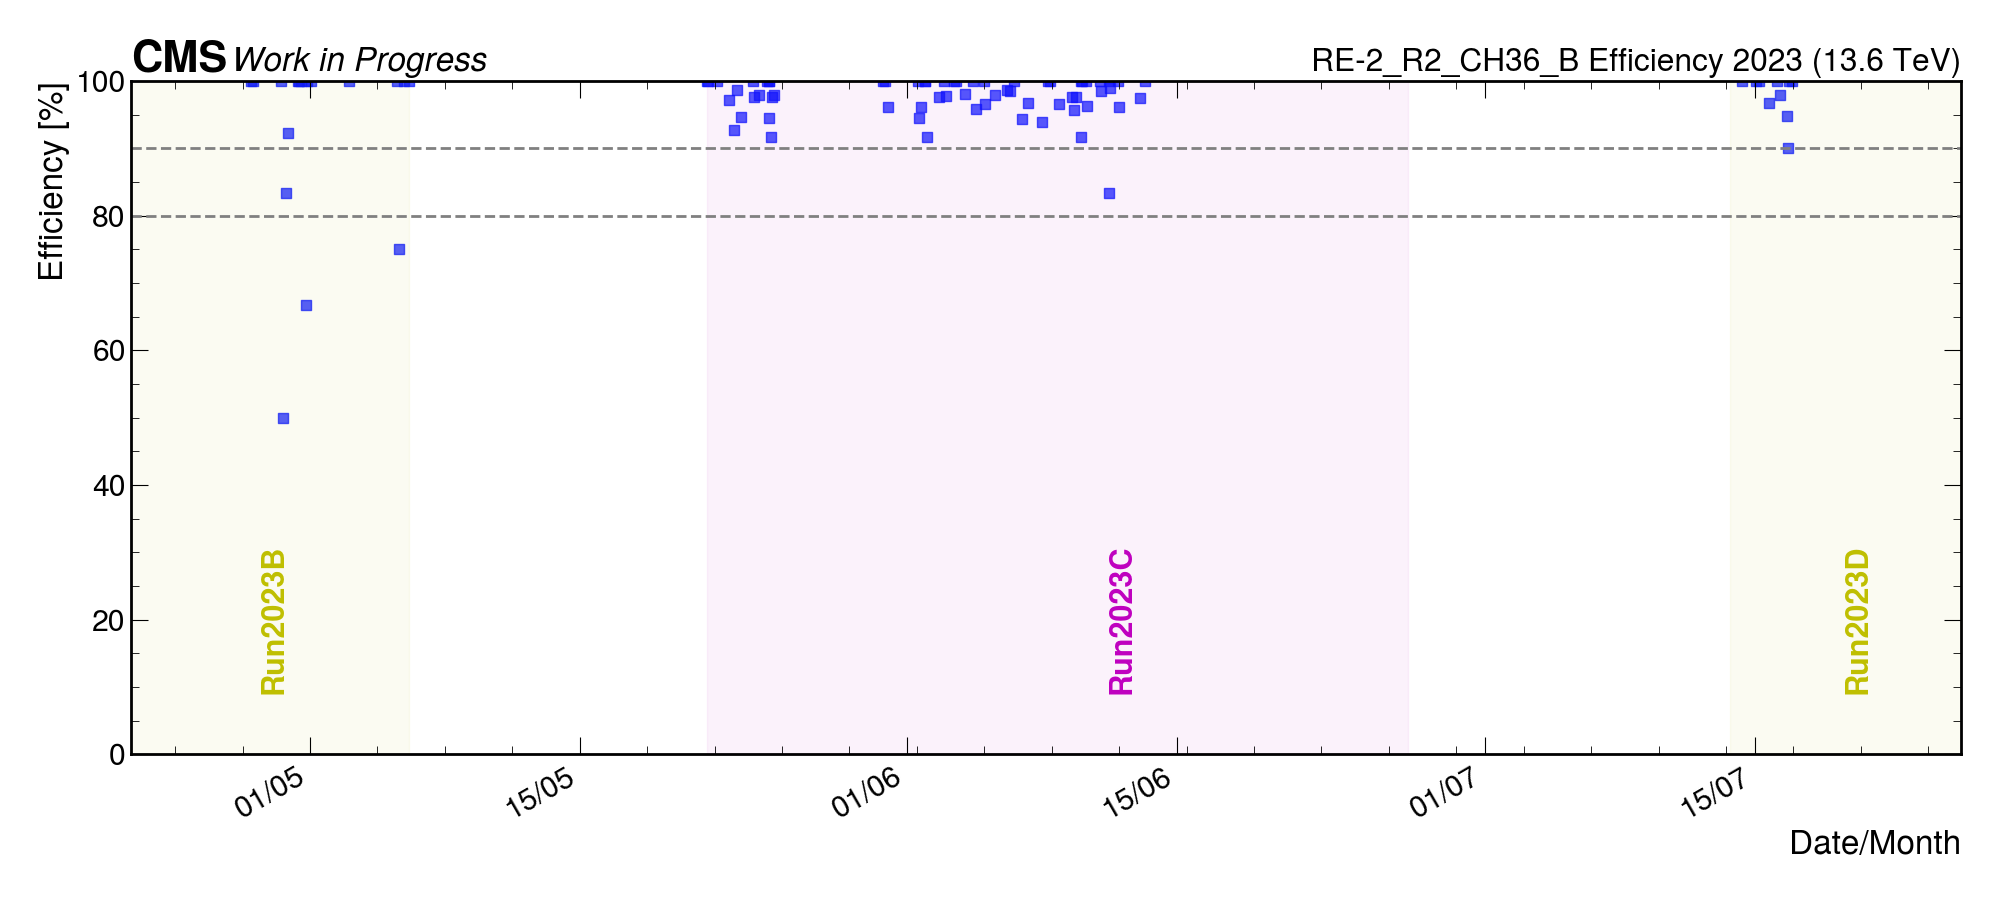 CMS Work in Progress
RE-2_R2_CH36_B Efficiency 2023 (13.6 TeV)
Efficiency [%]
100
80
60
40
20
0
Run2023B
Run2023C
Run2023D
01/05
15/05
01/06
15/06
01/07
15/07
Date/Month